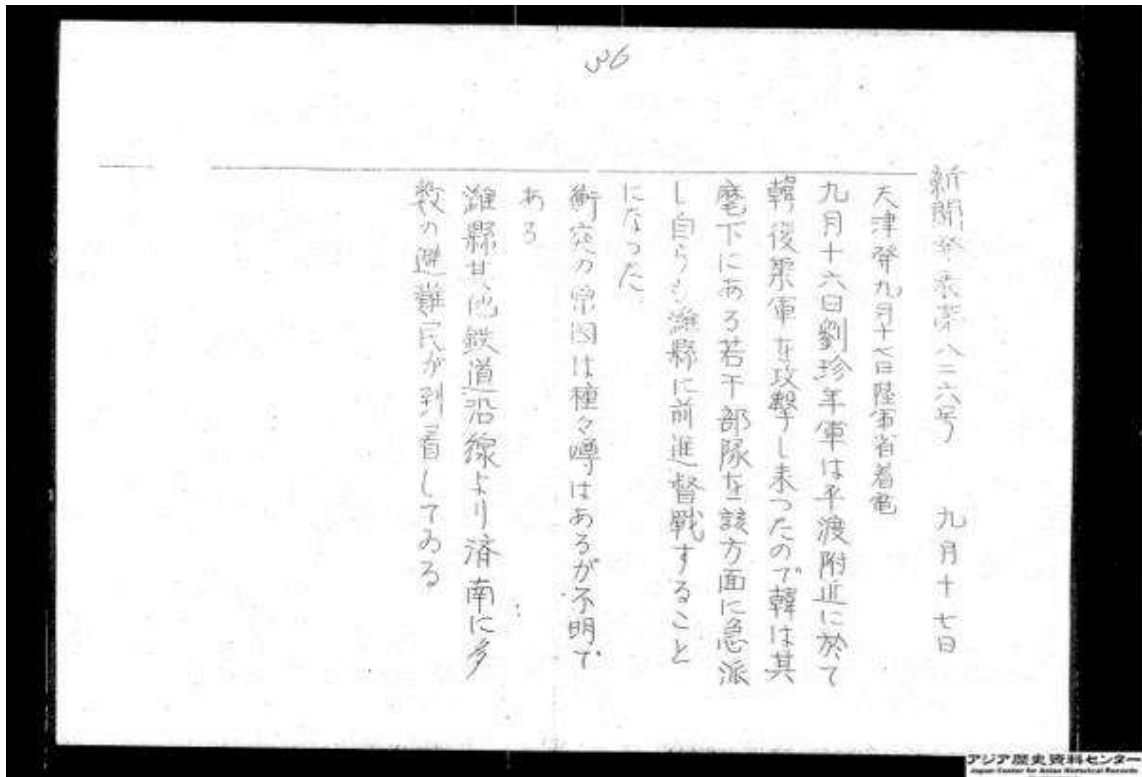 36
新聞発表第八二六号 九月十七日
天津発九月十七日陸軍省着電
九月十六日劉珍年軍は平渡附近に於て
韓復榘軍を攻撃し来つたので韓は其
麾下にある若干部隊を該方面に急派
し自らも濰縣に前進督戦すること
になつた
衝突の原因は種々噂はあるが不明で
ある
濰縣其他鉄道沿線より済南に多
数の避難民が到着してゐる
アジア歴史資料センター
Japan Center for Asian Historical Records